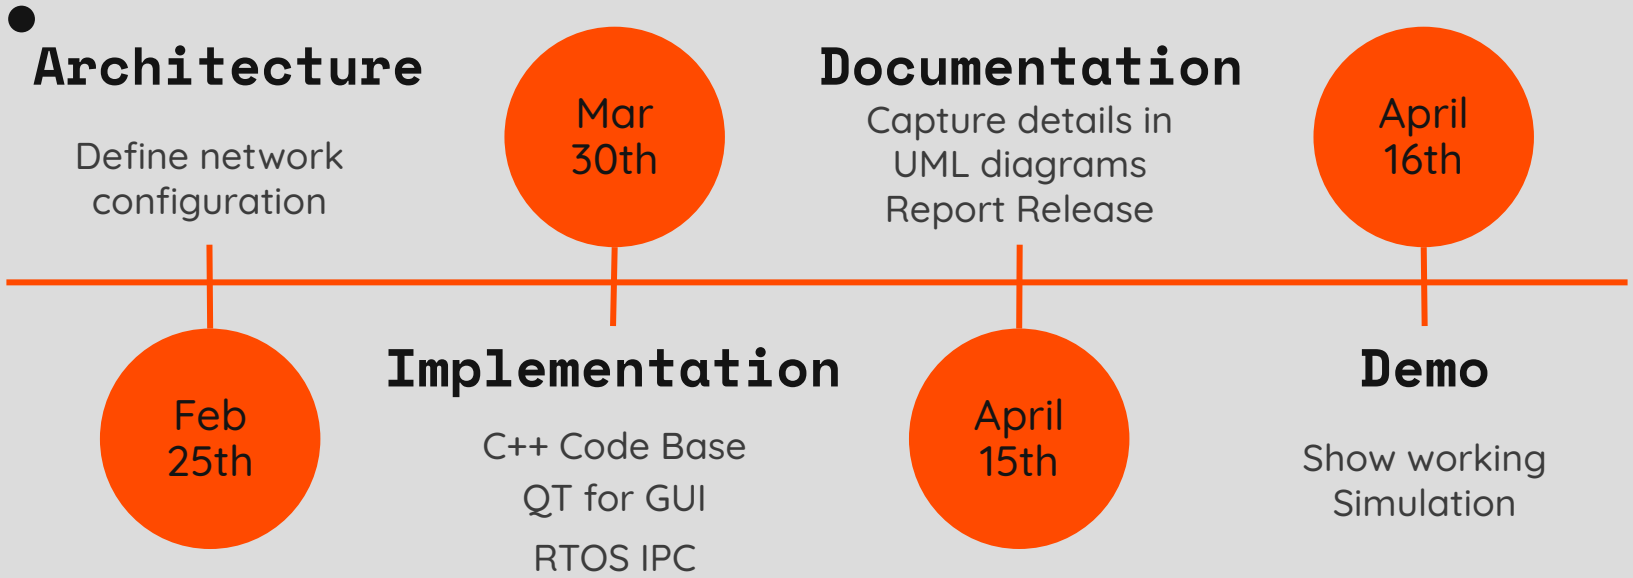 Architecture
Define network
configuration
Feb
25th
Mar
30th
Implementation
C++ Code Base
QT for GUI
RTOS IPC
Documentation
Capture details in
UML diagrams
Report Release
April
15th
April
16th
Demo
Show working
Simulation